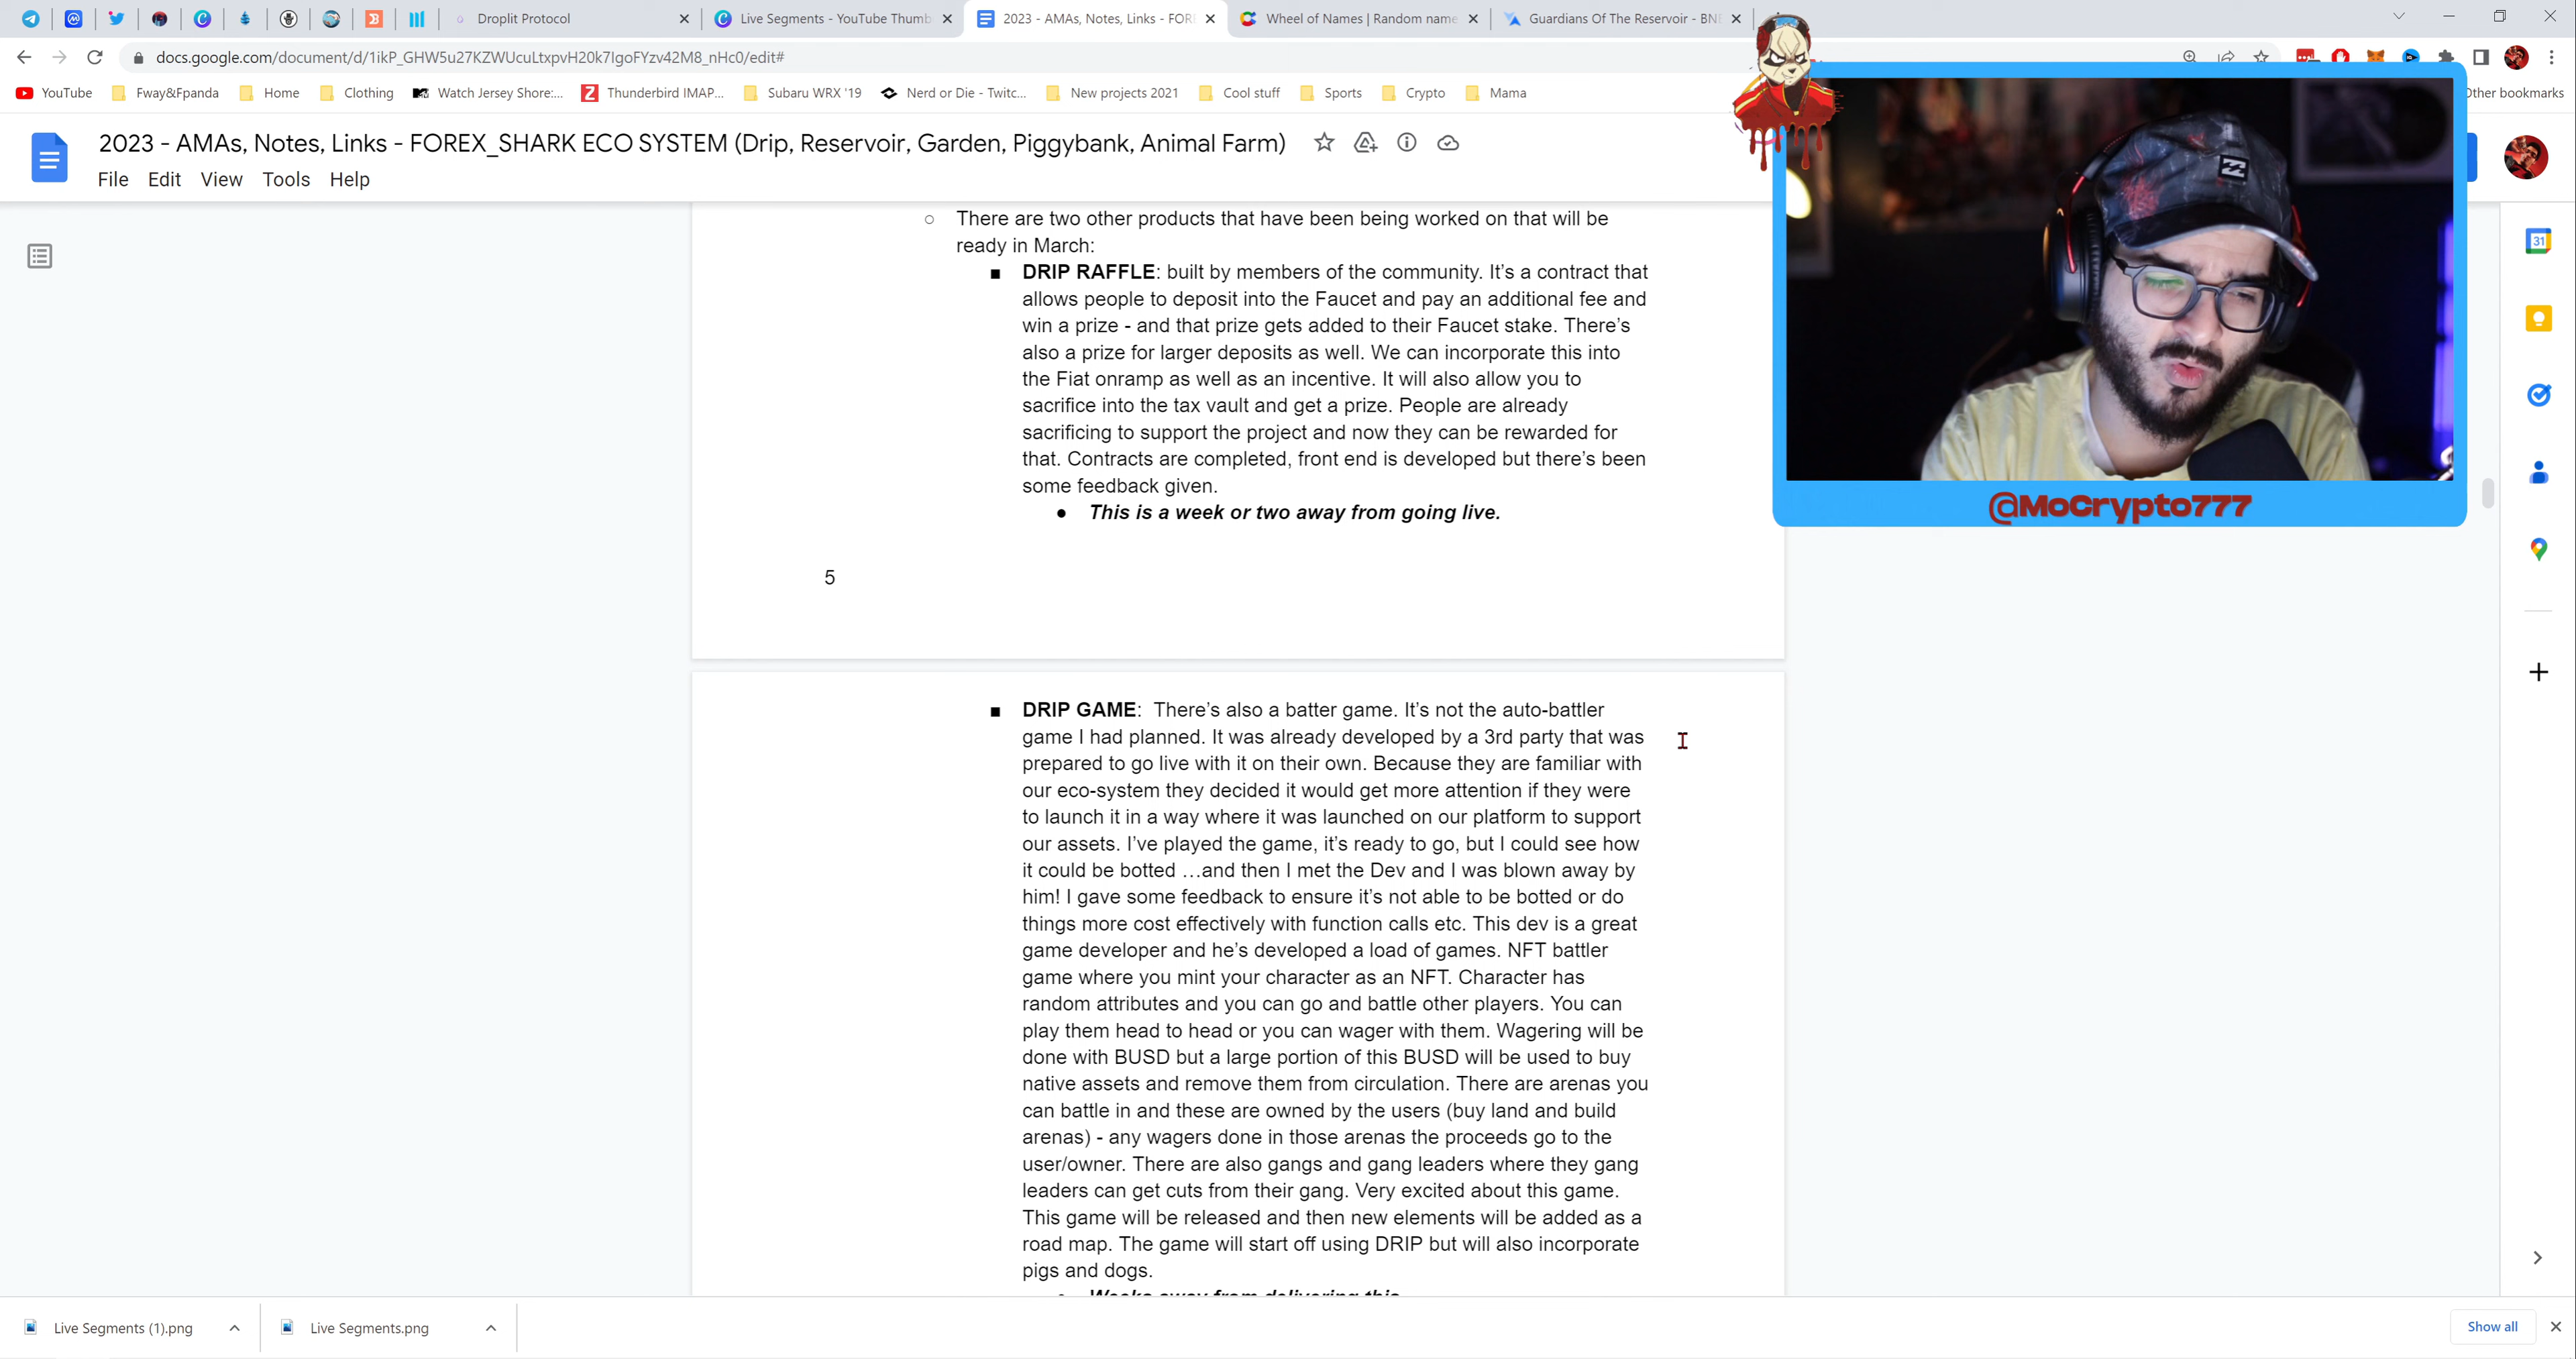 Droplit Protocol
Live Segments - YouTube Thumb
2023 - AMAs, Notes, Links - FOR
Wheel of Names | Random name
Guardians Of The Reservoir - BNB
docs.google.com/document/d/1ikP_GHW5u27KZWUcuLtxpvH20k7IgoFYzv42M8_nHc0/edit#
YouTube
Fway&Fpanda
Home
Clothing
Watch Jersey Shore:...
Thunderbird IMAP...
Subaru WRX '19
Nerd or Die - Twitc...
New projects 2021
Cool stuff
Sports
Crypto
Mama
Other bookmarks
2023 - AMAs, Notes, Links - FOREX_SHARK ECO SYSTEM (Drip, Reservoir, Garden, Piggybank, Animal Farm)
File Edit View Tools Help
There are two other products that have been being worked on that will be
ready in March:
DRIP RAFFLE: built by members of the community. It's a contract that
allows people to deposit into the Faucet and pay an additional fee and
win a prize - and that prize gets added to their Faucet stake. There's
also a prize for larger deposits as well. We can incorporate this into
the Fiat onramp as well as an incentive. It will also allow you to
sacrifice into the tax vault and get a prize. People are already
sacrificing to support the project and now they can be rewarded for
that. Contracts are completed, front end is developed but there's been
some feedback given.
This is a week or two away from going live.
5
DRIP GAME: There's also a batter game. It's not the auto-battler
game I had planned. It was already developed by a 3rd party that was
prepared to go live with it on their own. Because they are familiar with
our eco-system they decided it would get more attention if they were
to launch it in a way where it was launched on our platform to support
our assets. I've played the game, it's ready to go, but I could see how
it could be botted …and then I met the Dev and I was blown away by
him! I gave some feedback to ensure it's not able to be botted or do
things more cost effectively with function calls etc. This dev is a great
game developer and he's developed a load of games. NFT battler
game where you mint your character as an NFT. Character has
random attributes and you can go and battle other players. You can
play them head to head or you can wager with them. Wagering will be
done with BUSD but a large portion of this BUSD will be used to buy
native assets and remove them from circulation. There are arenas you
can battle in and these are owned by the users (buy land and build
arenas) - any wagers done in those arenas the proceeds go to the
user/owner. There are also gangs and gang leaders where they gang
leaders can get cuts from their gang. Very excited about this game.
This game will be released and then new elements will be added as a
road map. The game will start off using DRIP but will also incorporate
pigs and dogs.
Weeks away from delivering this
@MoCrypto777
31
Live Segments (1).png
Live Segments.png
Show all